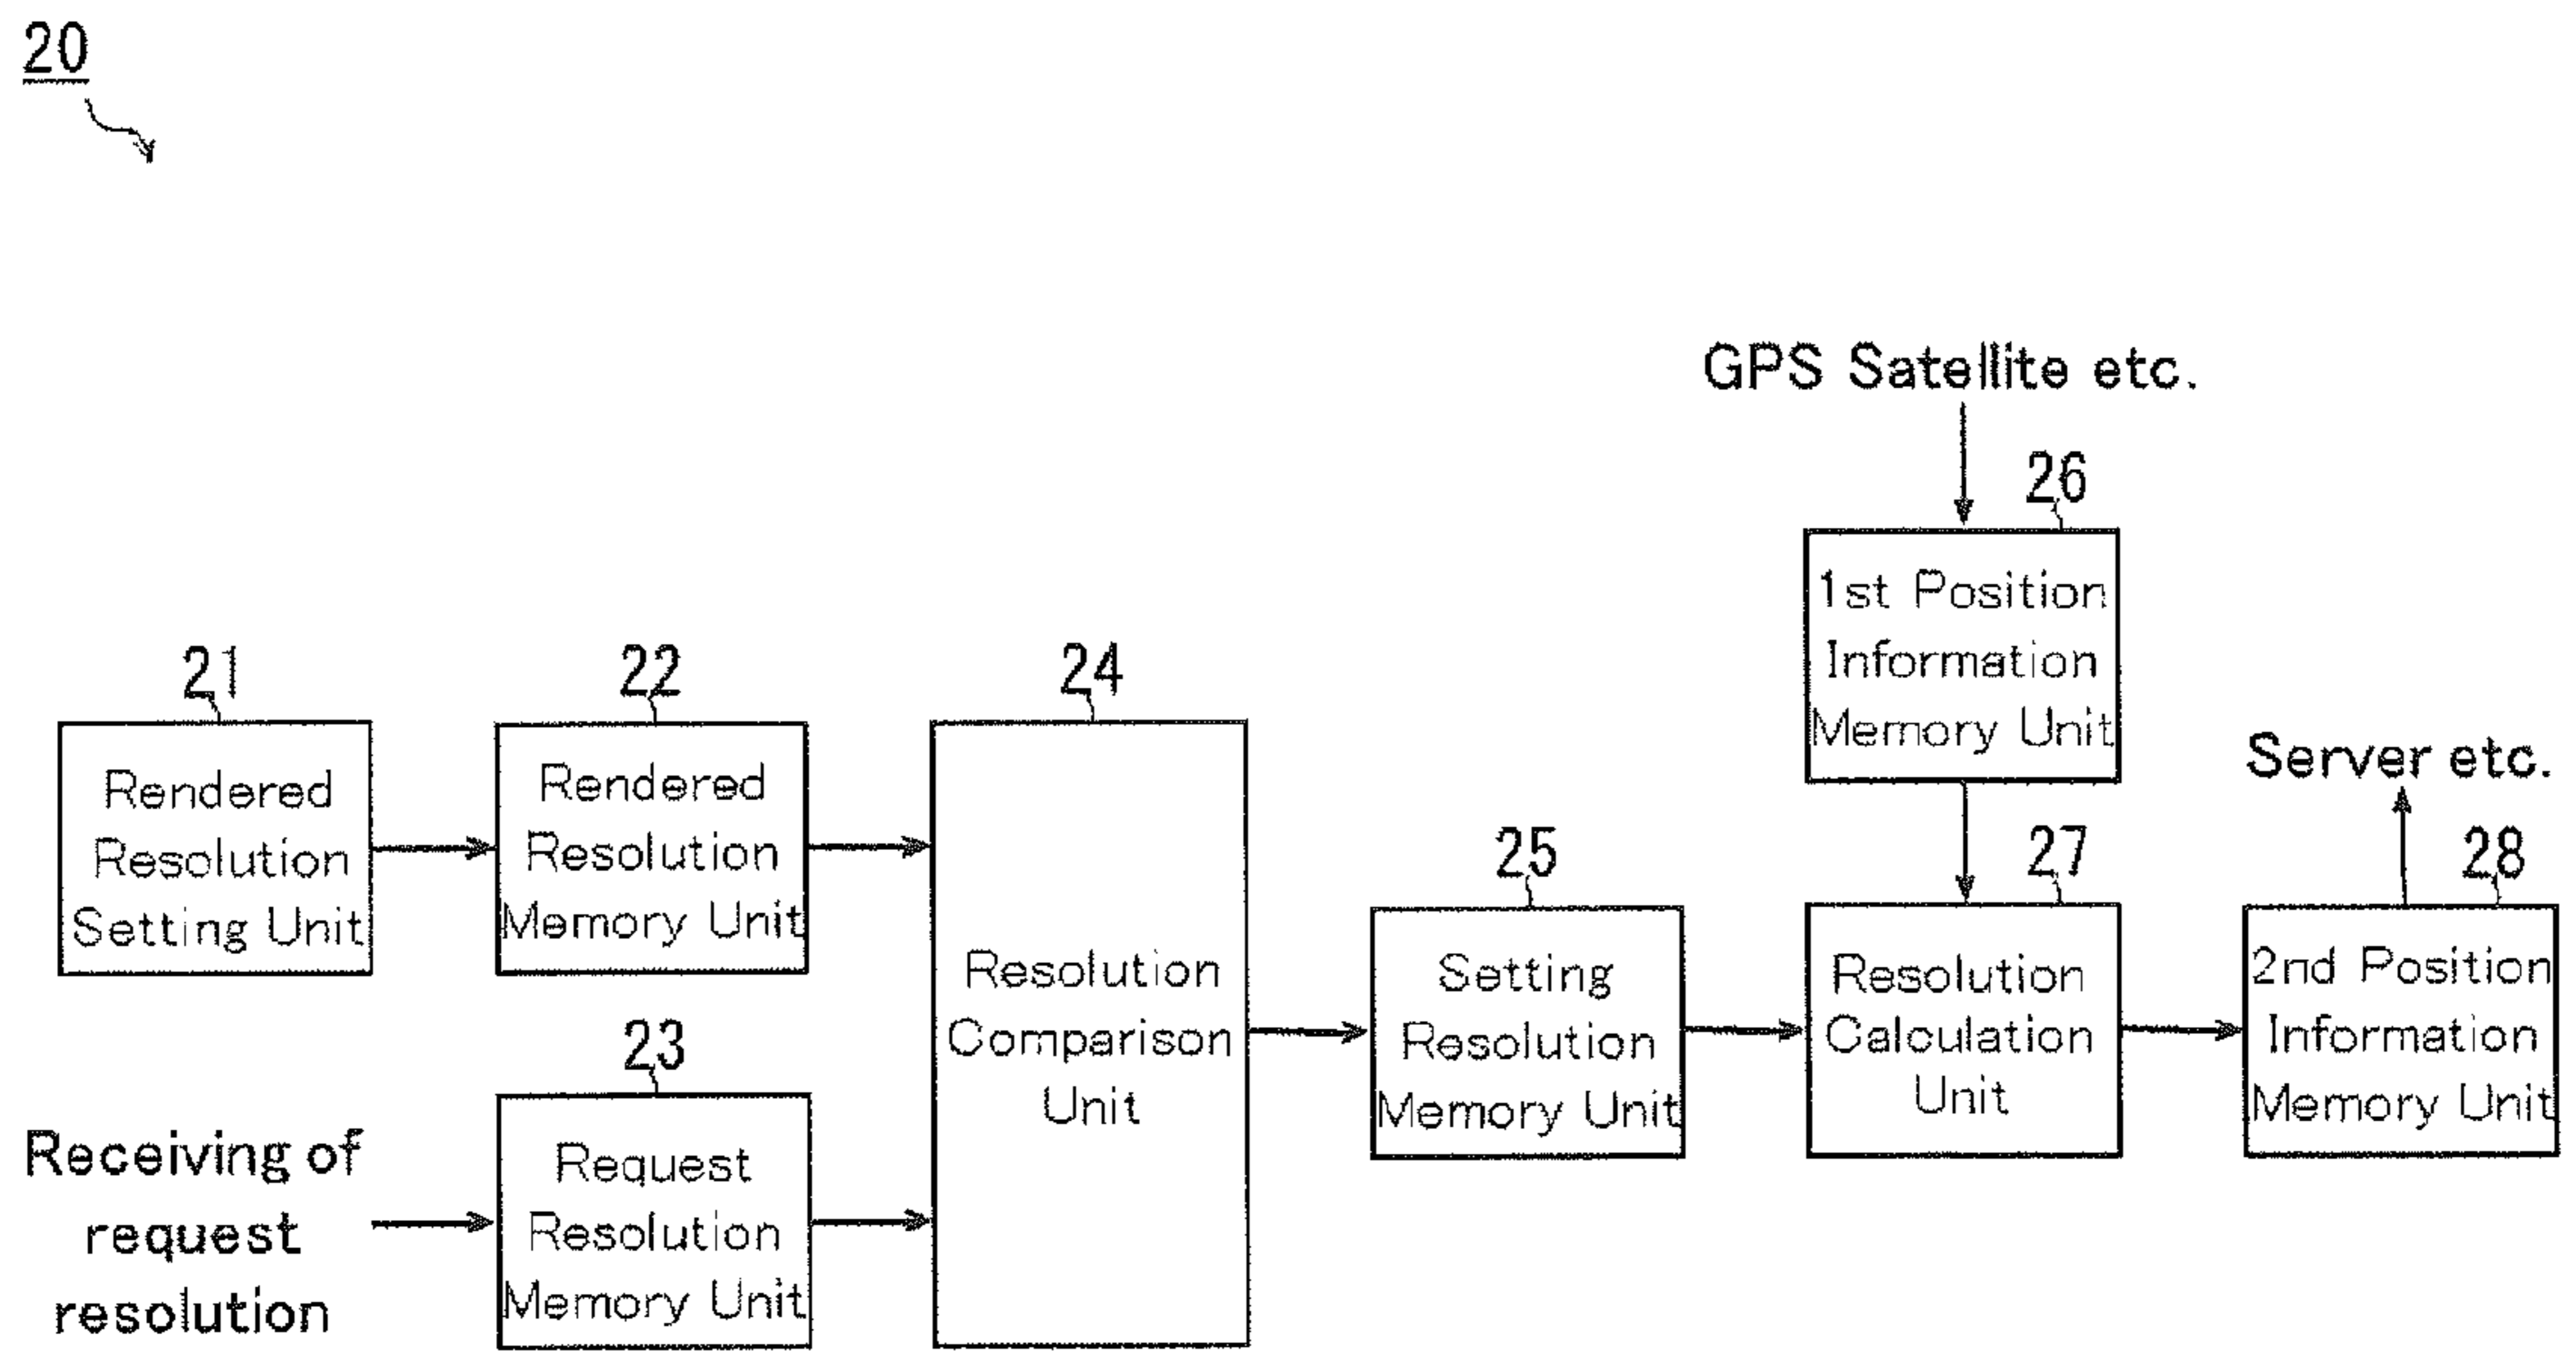 20
GPS Satellite etc.
26
1st Position
Information
Memory Unit
21
Rendered
Resolution
Setting Unit
22
Rendered
Resolution
Memory Unit
24
Resolution
Comparison
Unit
Server etc.
25
Setting
Resolution
Memory Unit
27
Resolution
Calculation
Unit
28
2nd Position
Information
Memory Unit
Receiving of
request
resolution
23
Request
Resolution
Memory Unit